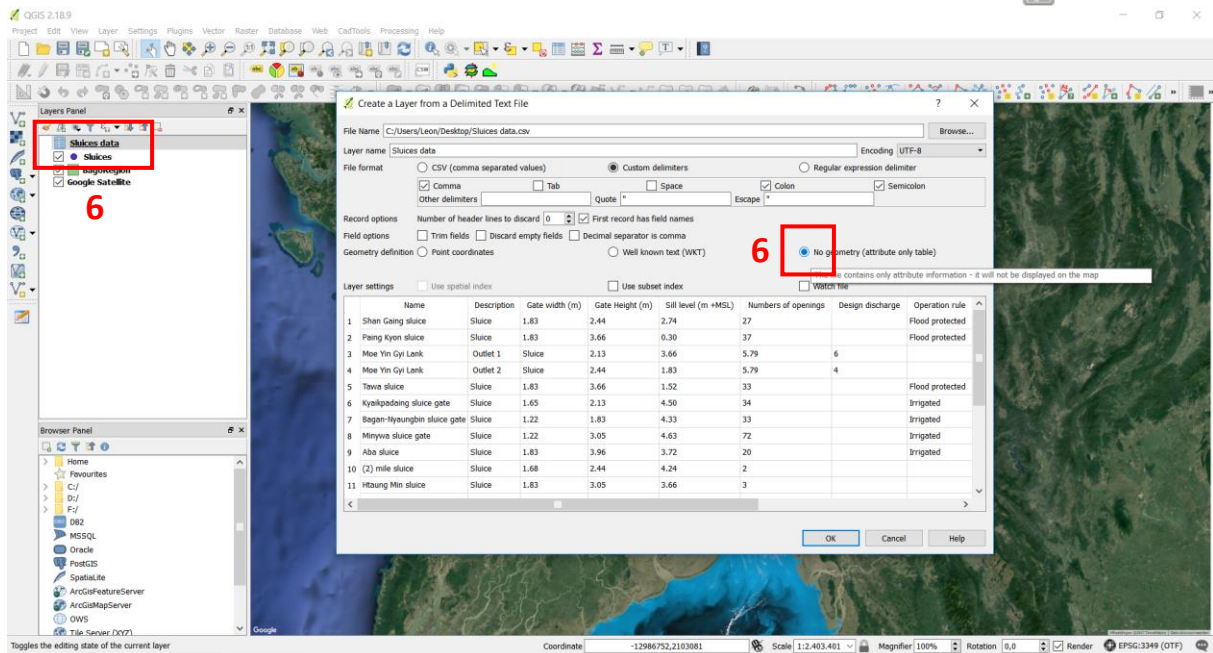 QGIS 2.18.9
Project Edit View Layer Settings Plugins Vector Raster Database Web CadTools Processing Help
CSW
Layers Panel
Sluices data
Sluices
BagoRegion
Google Satellite
6
Create a Layer from a Delimited Text File
File Name C:/Users/Leon/Desktop/Sluices data.csv Browse...
Layer name Sluices data Encoding UTF-8
File format CSV (comma separated values) Custom delimiters Regular expression delimiter
Comma Tab Space Colon Semicolon
Other delimiters Quote " Escape "
Record options Number of header lines to discard 0 First record has field names
Field options Trim fields Discard empty fields Decimal separator is comma
Geometry definition Point coordinates Well known text (WKT) No geometry (attribute only table)
6
file contains only attribute information - it will not be displayed on the map
Layer settings Use spatial index Use subset index Watch file
Name Description Gate width (m) Gate Height (m) Sill level (m +MSL) Numbers of openings Design discharge Operation rule
1 Shan Gaing sluice Sluice 1.83 2.44 2.74 27 Flood protected
2 Paing Kyon sluice Sluice 1.83 3.66 0.30 37 Flood protected
3 Moe Yin Gyi Lank Outlet 1 Sluice 2.13 3.66 5.79 6
4 Moe Yin Gyi Lank Outlet 2 Sluice 2.44 1.83 5.79 4
5 Tawa sluice Sluice 1.83 3.66 1.52 33 Flood protected
6 Kyaikpadaing sluice gate Sluice 1.65 2.13 4.50 34 Irrigated
7 Bagan-Nyaungbin sluice gate Sluice 1.22 1.83 4.33 33 Irrigated
8 Minywa sluice gate Sluice 1.22 3.05 4.63 72 Irrigated
9 Aba sluice Sluice 1.83 3.96 3.72 20 Irrigated
10 (2) mile sluice Sluice 1.68 2.44 4.24 2
11 Htaung Min sluice Sluice 1.83 3.05 3.66 3
OK Cancel Help
Browser Panel
Home
Favourites
C:/
D:/
F:/
DB2
MSSQL
Oracle
PostGIS
SpatiaLite
ArcGisFeatureServer
ArcGisMapServer
OWS
Tile Server (XYZ)
Google
Toggles the editing state of the current layer Coordinate -12986752,2103081 Scale 1:2.403.401 Magnifier 100% Rotation 0,0 Render EPSG:3349 (OTF)